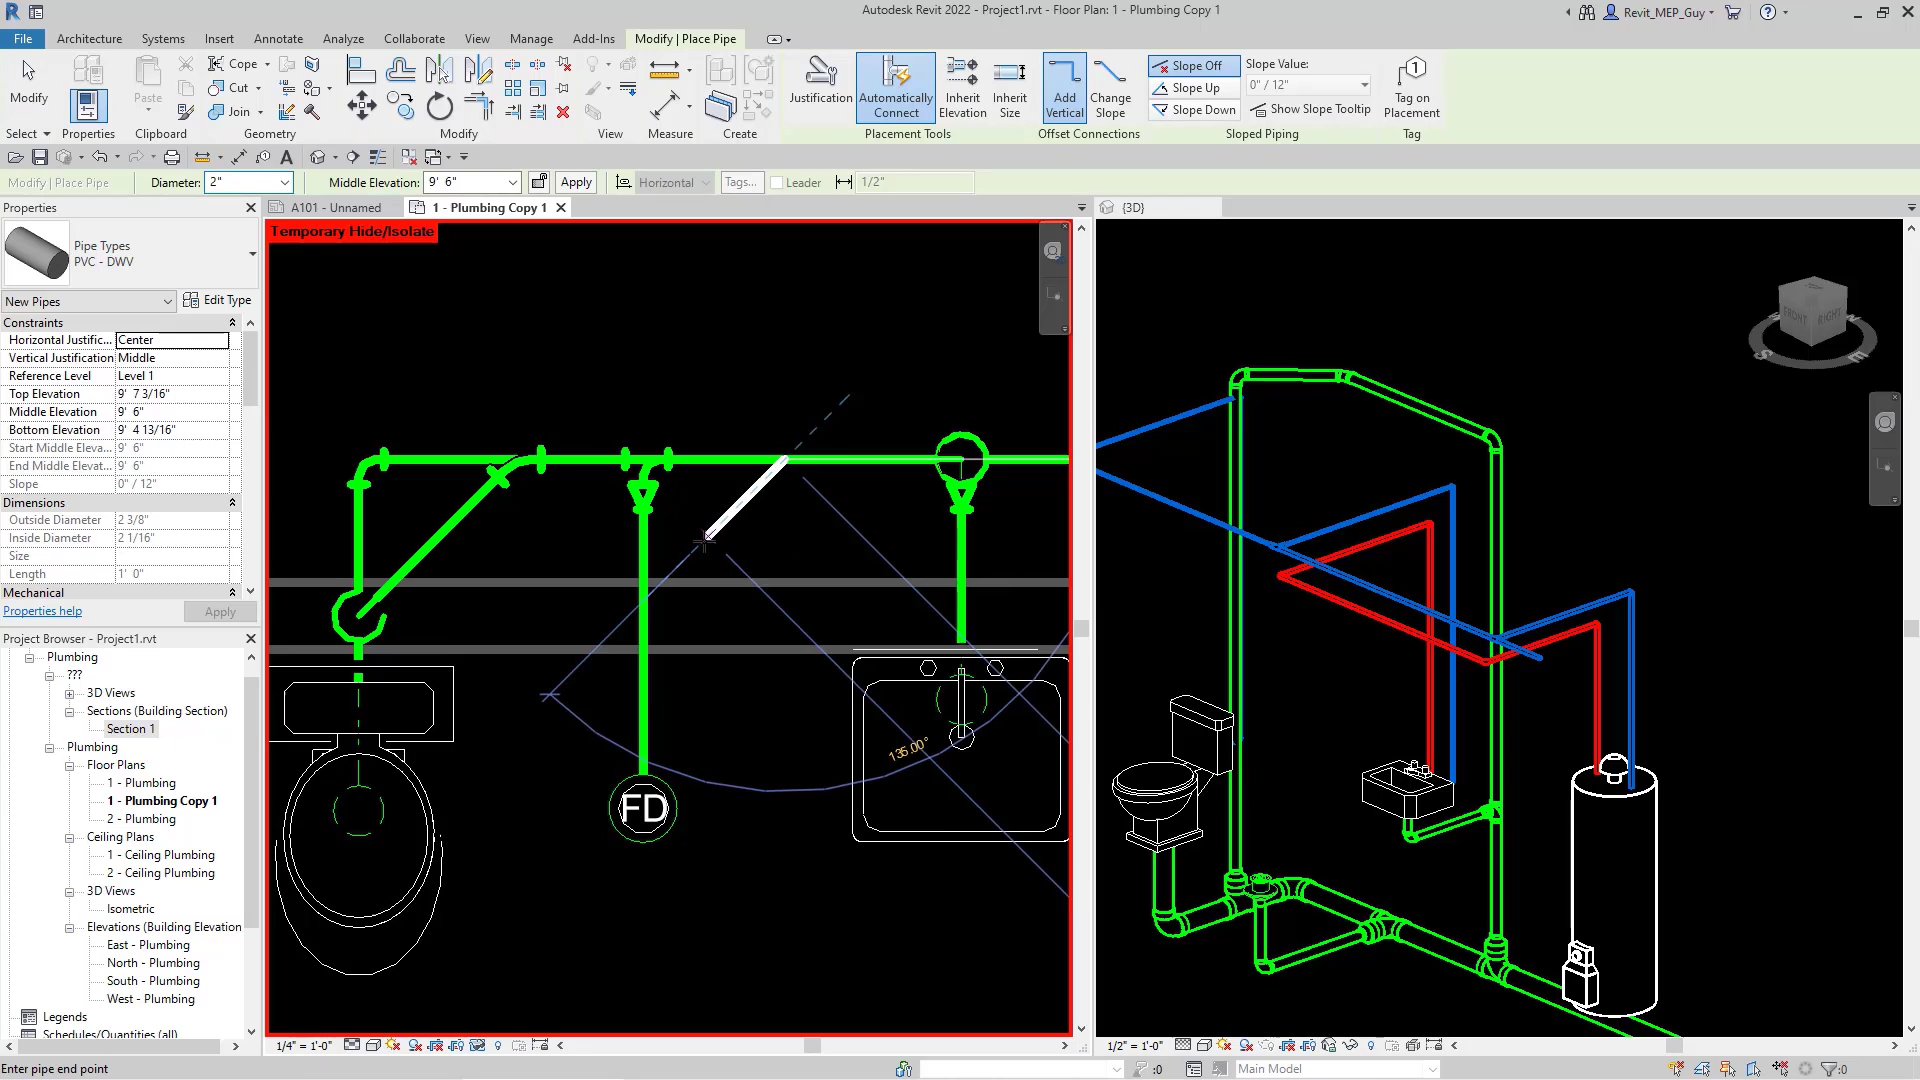 Autodesk Revit 2022 - Project1.rvt - Floor Plan: 1 - Plumbing Copy 1
Revit_MEP_Guy
File Architecture Systems Insert Annotate Analyze Collaborate View Manage Add-Ins Modify | Place Pipe
Modify
Properties
Paste
Cope
Cut
Join
Justification
Automatically Connect
Inherit Elevation
Inherit Size
Add Vertical
Change Slope
Slope Off
Slope Up
Slope Down
Slope Value:
0" / 12"
Show Slope Tooltip
Tag on Placement
Select Properties Clipboard Geometry Modify View Measure Create Placement Tools Offset Connections Sloped Piping Tag
Modify | Place Pipe Diameter: 2" Middle Elevation: 9' 6" Apply Horizontal Tags... Leader 1/2"
Properties
A101 - Unnamed
1 - Plumbing Copy 1
{3D}
Temporary Hide/Isolate
Pipe Types
PVC - DWV
New Pipes Edit Type
Constraints
Horizontal Justific... Center
Vertical Justification Middle
Reference Level Level 1
Top Elevation 9' 7 3/16"
Middle Elevation 9' 6"
Bottom Elevation 9' 4 13/16"
Start Middle Eleva... 9' 6"
End Middle Elevat... 9' 6"
Slope 0" / 12"
Dimensions
Outside Diameter 2 3/8"
Inside Diameter 2 1/16"
Size
Length 1' 0"
Mechanical
Properties help Apply
Project Browser - Project1.rvt
Plumbing
???
3D Views
Sections (Building Section)
Section 1
Plumbing
Floor Plans
1 - Plumbing
1 - Plumbing Copy 1
2 - Plumbing
Ceiling Plans
1 - Ceiling Plumbing
2 - Ceiling Plumbing
3D Views
Isometric
Elevations (Building Elevation
East - Plumbing
North - Plumbing
South - Plumbing
West - Plumbing
Legends
Schedules/Quantities (all)
135.00°
FD
FRONT
RIGHT
S
E
1/4" = 1'-0"
1/2" = 1'-0"
Enter pipe end point
:0
Main Model
:0